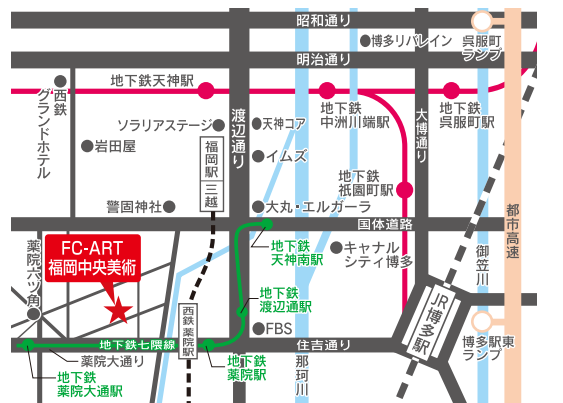 昭和通り
博多リバレイン
呉服町
ランプ
明治通り
地下鉄天神駅
西鉄
グランドホテル
ソラリアステージ
渡辺通り
天神コア
地下鉄
中洲川端駅
大博通り
地下鉄
呉服町駅
岩田屋
福岡駅
三越
イムズ
地下鉄
祇園町駅
警固神社
大丸・エルガーラ
国体道路
都市高速
薬院六ツ角
FC-ART
福岡中央美術
地下鉄
天神南駅
キャナル
シティ博多
御笠川
地下鉄
渡辺通駅
JR博多駅
西鉄薬院駅
FBS
地下鉄七隈線
住吉通り
博多駅東
ランプ
薬院大通り
地下鉄
薬院駅
那珂川
地下鉄
薬院大通駅